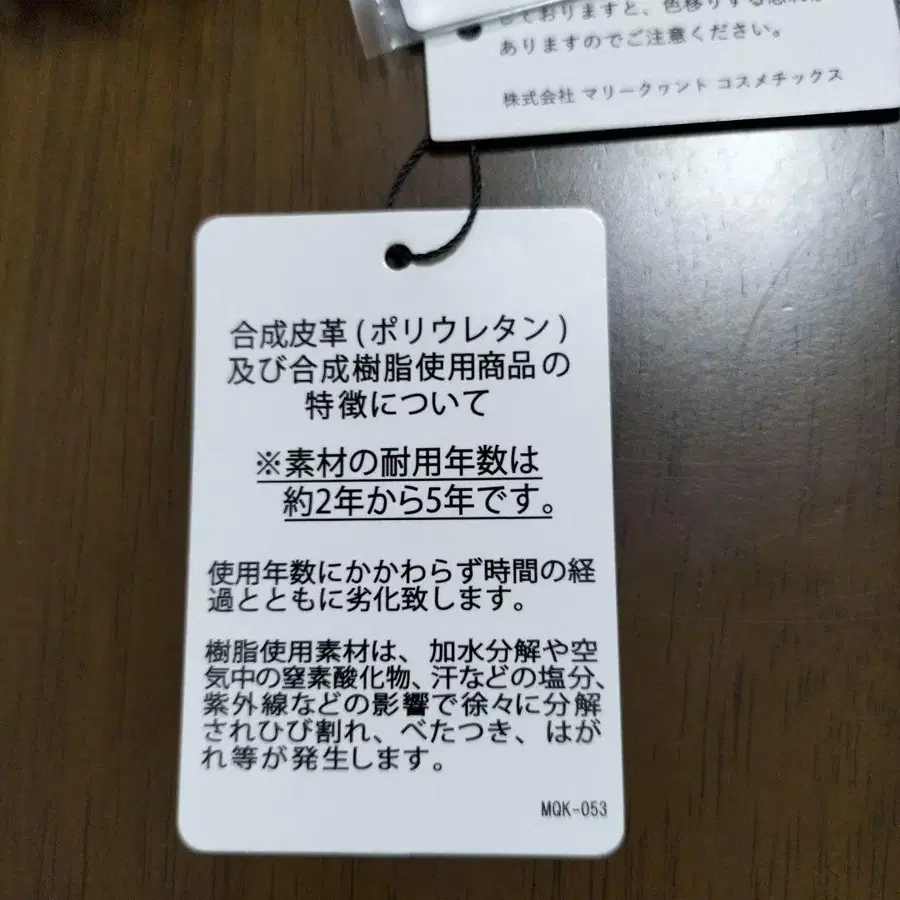 しておりますと、色移りする恐れが
ありますのでご注意ください。
株式会社 マリークヮント コスメチックス
合成皮革(ポリウレタン)
及び合成樹脂使用商品の
特徴について
※素材の耐用年数は
約2年から5年です。
使用年数にかかわらず時間の経
過とともに劣化致します。
樹脂使用素材は、加水分解や空
気中の窒素酸化物、汗などの塩分、
紫外線などの影響で徐々に分解
されひび割れ、べたつき、はが
れ等が発生します。
MQK-053